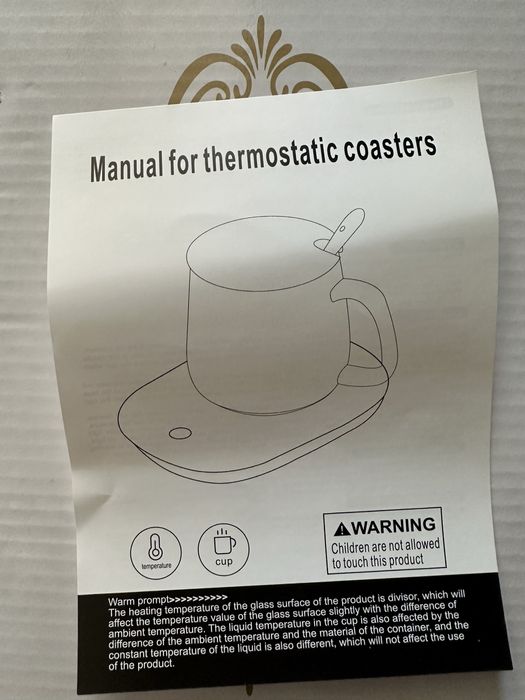 Manual for thermostatic coasters
temperature
cup
WARNING
Children are not allowed
to touch this product
Warm prompt>>>>>>>>>>
The heating temperature of the glass surface of the product is divisor, which will
affect the temperature value of the glass surface slightly with the difference of
ambient temperature. The liquid temperature in the cup is also affected by the
difference of the ambient temperature and the material of the container, and the
constant temperature of the liquid is also different, which will not affect the use
of the product.